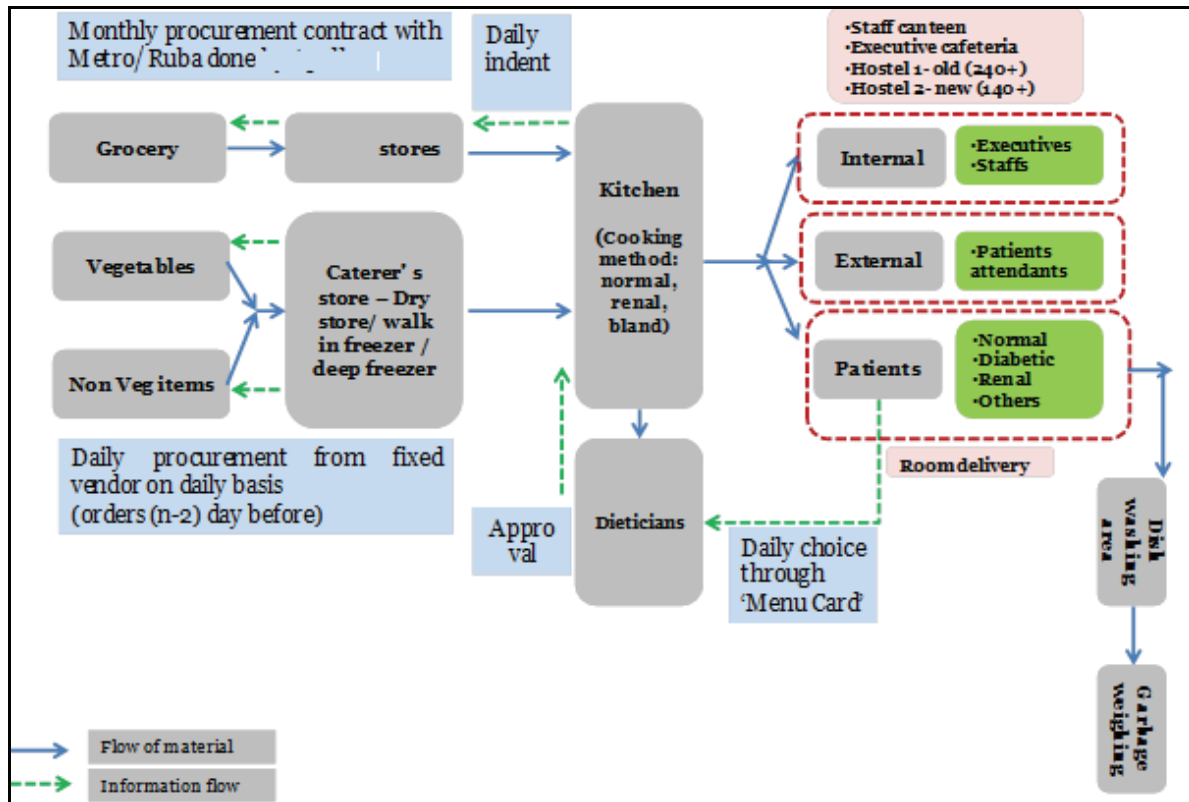 Monthly procurement contract with
Metro/ Ruba done
Daily
indent
•Staff canteen
•Executive cafeteria
•Hostel 1- old (240+)
•Hostel 2- new (140+)
Grocery
stores
Kitchen
(Cooking
method:
normal,
renal,
bland)
Internal
•Executives
•Staffs
Vegetables
Non Veg items
Caterer's
store – Dry
store/ walk
in freezer /
deep freezer
External
•Patients
attendants
Patients
•Normal
•Diabetic
•Renal
•Others
Room delivery
Daily procurement from fixed
vendor on daily basis
(orders (n-2) day before)
Appro
val
Dieticians
Daily choice
through
‘Menu Card’
Disk
washing
area
Garbage
weighing
Flow of material
Information flow